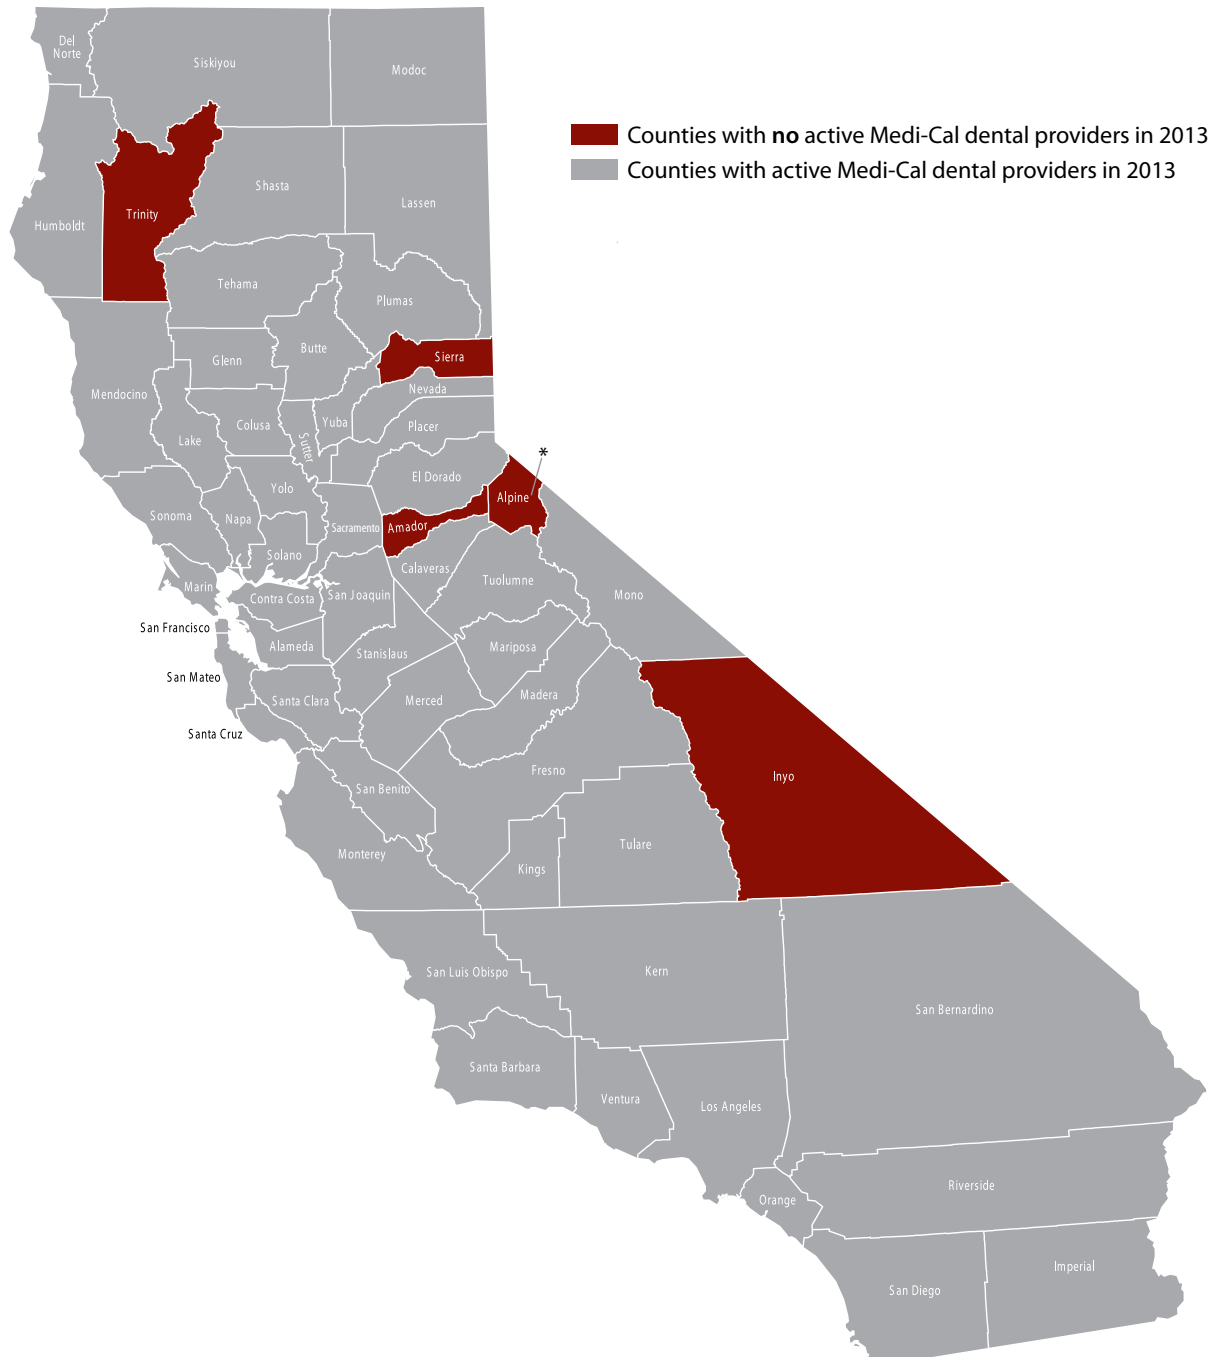 Del
Norte
Siskiyou
Modoc
Counties with no active Medi-Cal dental providers in 2013
Counties with active Medi-Cal dental providers in 2013
Shasta
Lassen
Trinity
Humboldt
Tehama
Plumas
Butte
Sierra
Glenn
Nevada
Mendocino
Yuba
Colusa
Placer
Sutter
Lake
*
El Dorado
Yolo
Alpine
Sonoma
Napa
Sacramento
Amador
Solano
Calaveras
Tuolumne
Marin
San Joaquin
Mono
Contra Costa
San Francisco
Alameda
Mariposa
Stanislaus
San Mateo
Madera
Santa Clara
Merced
Santa Cruz
Fresno
Inyo
San Benito
Tulare
Monterey
Kings
San Luis Obispo
Kern
San Bernardino
Santa Barbara
Ventura
Los Angeles
Riverside
Orange
Imperial
San Diego